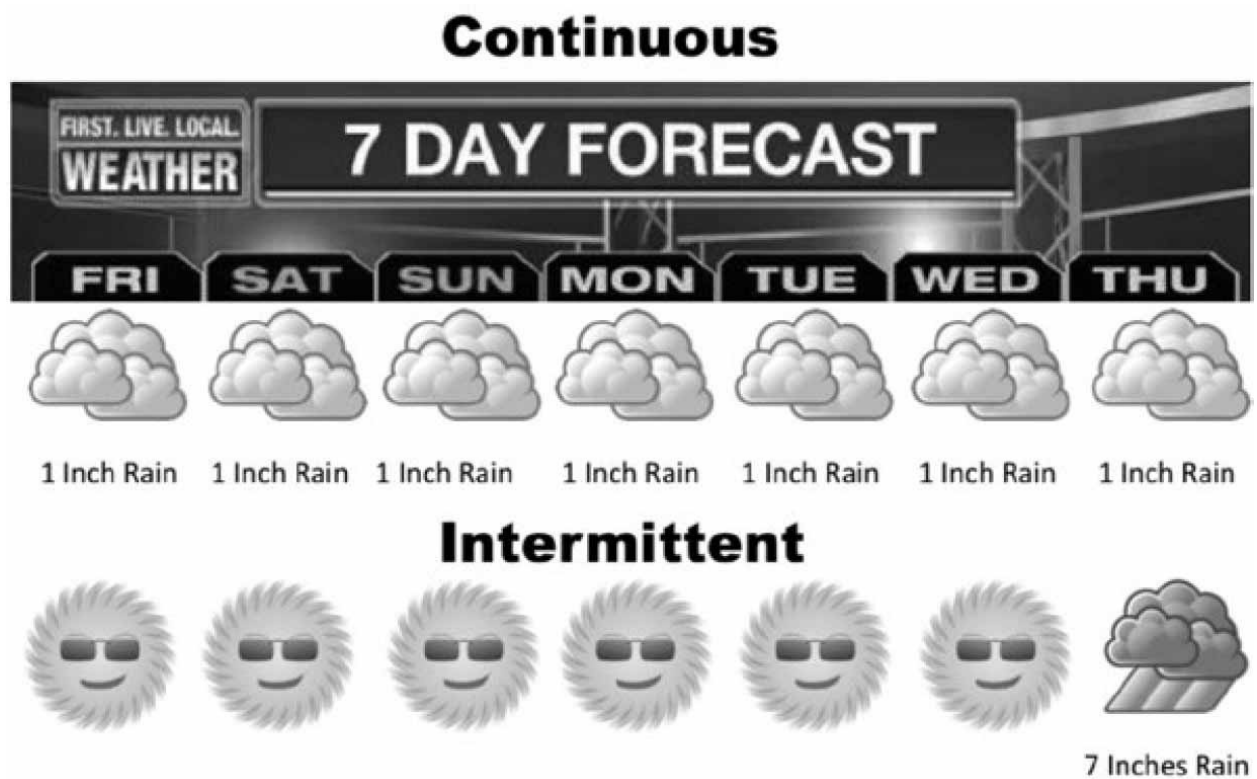 Continuous
FIRST. LIVE. LOCAL.
WEATHER
7 DAY FORECAST
FRI SAT SUN MON TUE WED THU
1 Inch Rain 1 Inch Rain 1 Inch Rain 1 Inch Rain 1 Inch Rain 1 Inch Rain 1 Inch Rain
Intermittent
7 Inches Rain